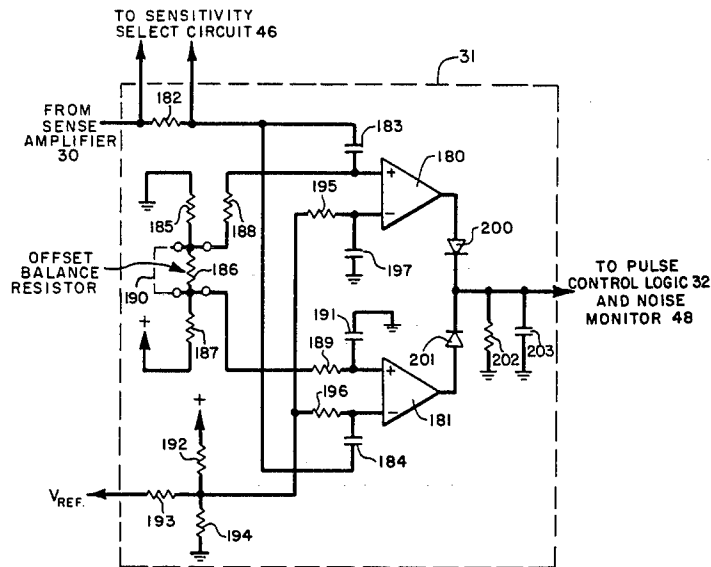 TO SENSITIVITY
SELECT CIRCUIT 46
31
FROM
SENSE
AMPLIFIER
30
182
183
180
+
−
195
185
188
200
197
OFFSET
BALANCE
RESISTOR
190
186
TO PULSE
CONTROL LOGIC 32
AND NOISE
MONITOR 48
+
187
191
189
201
202
203
+
−
196
181
+
192
184
VREF.
193
194